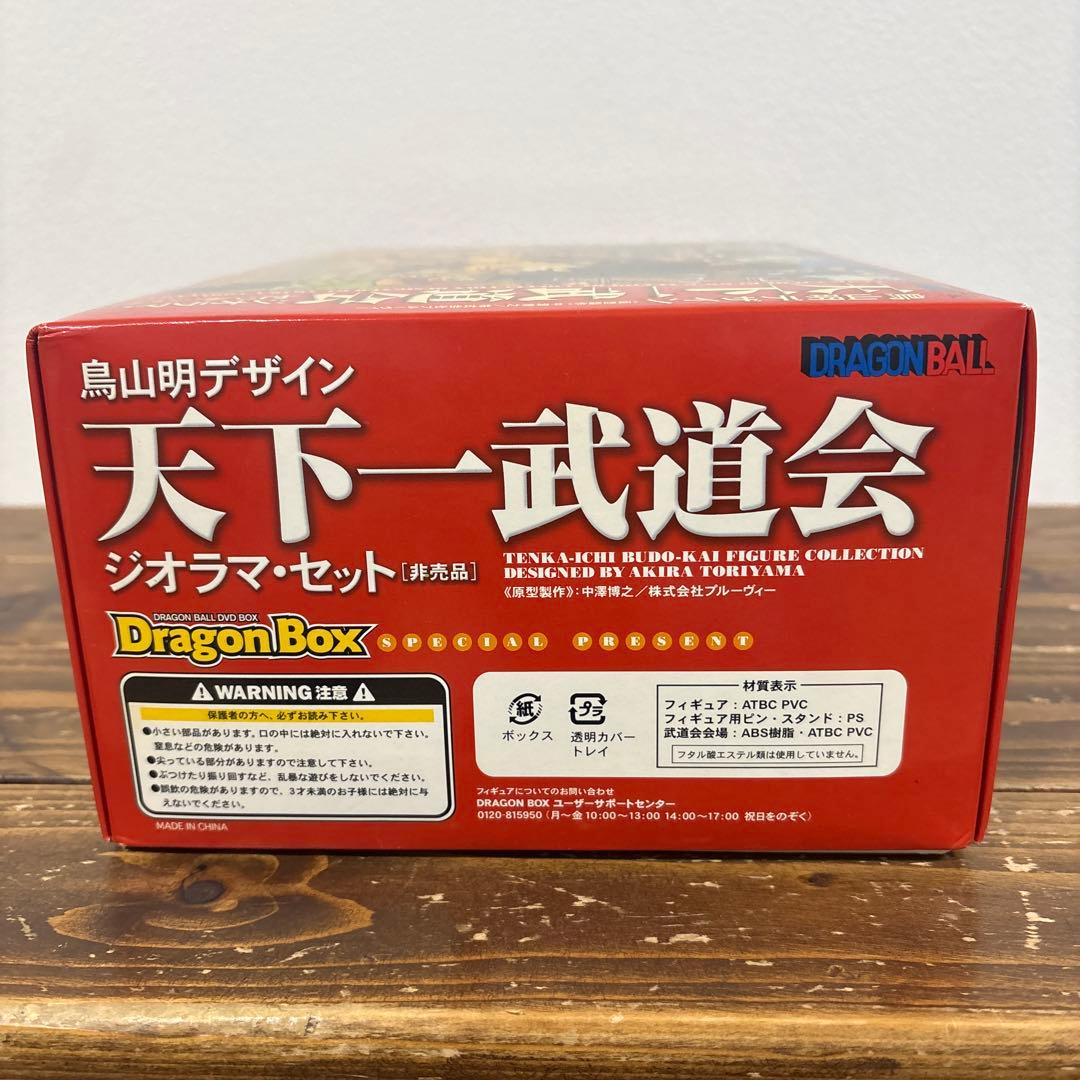 DRAGONBALL
鳥山明デザイン
天下一武道会
ジオラマ・セット[非売品]
TENKA-ICHI BUDO-KAI FIGURE COLLECTION
DESIGNED BY AKIRA TORIYAMA
《原型製作》:中澤博之/株式会社プルーヴィー
DRAGON BALL DVD BOX
Dragon Box SPECIAL PRESENT
WARNING 注意
保護者の方へ、必ずお読み下さい。
●小さい部品があります。口の中には絶対に入れないで下さい。
窒息などの危険があります。
●尖っている部分がありますので注意して下さい。
●ぶつけたり振り回すなど、乱暴な遊びをしないでください。
●誤飲の危険がありますので、3才未満のお子様には絶対に与
えないでください。
MADE IN CHINA
紙
ボックス
プラ
透明カバー
トレイ
材質表示
フィギュア:ATBC PVC
フィギュア用ピン・スタンド:PS
武道会会場:ABS樹脂・ATBC PVC
フタル酸エステル類は使用していません。
フィギュアについてのお問い合わせ
DRAGON BOX ユーザーサポートセンター
0120-815950(月〜金 10:00〜13:00 14:00〜17:00 祝日をのぞく)